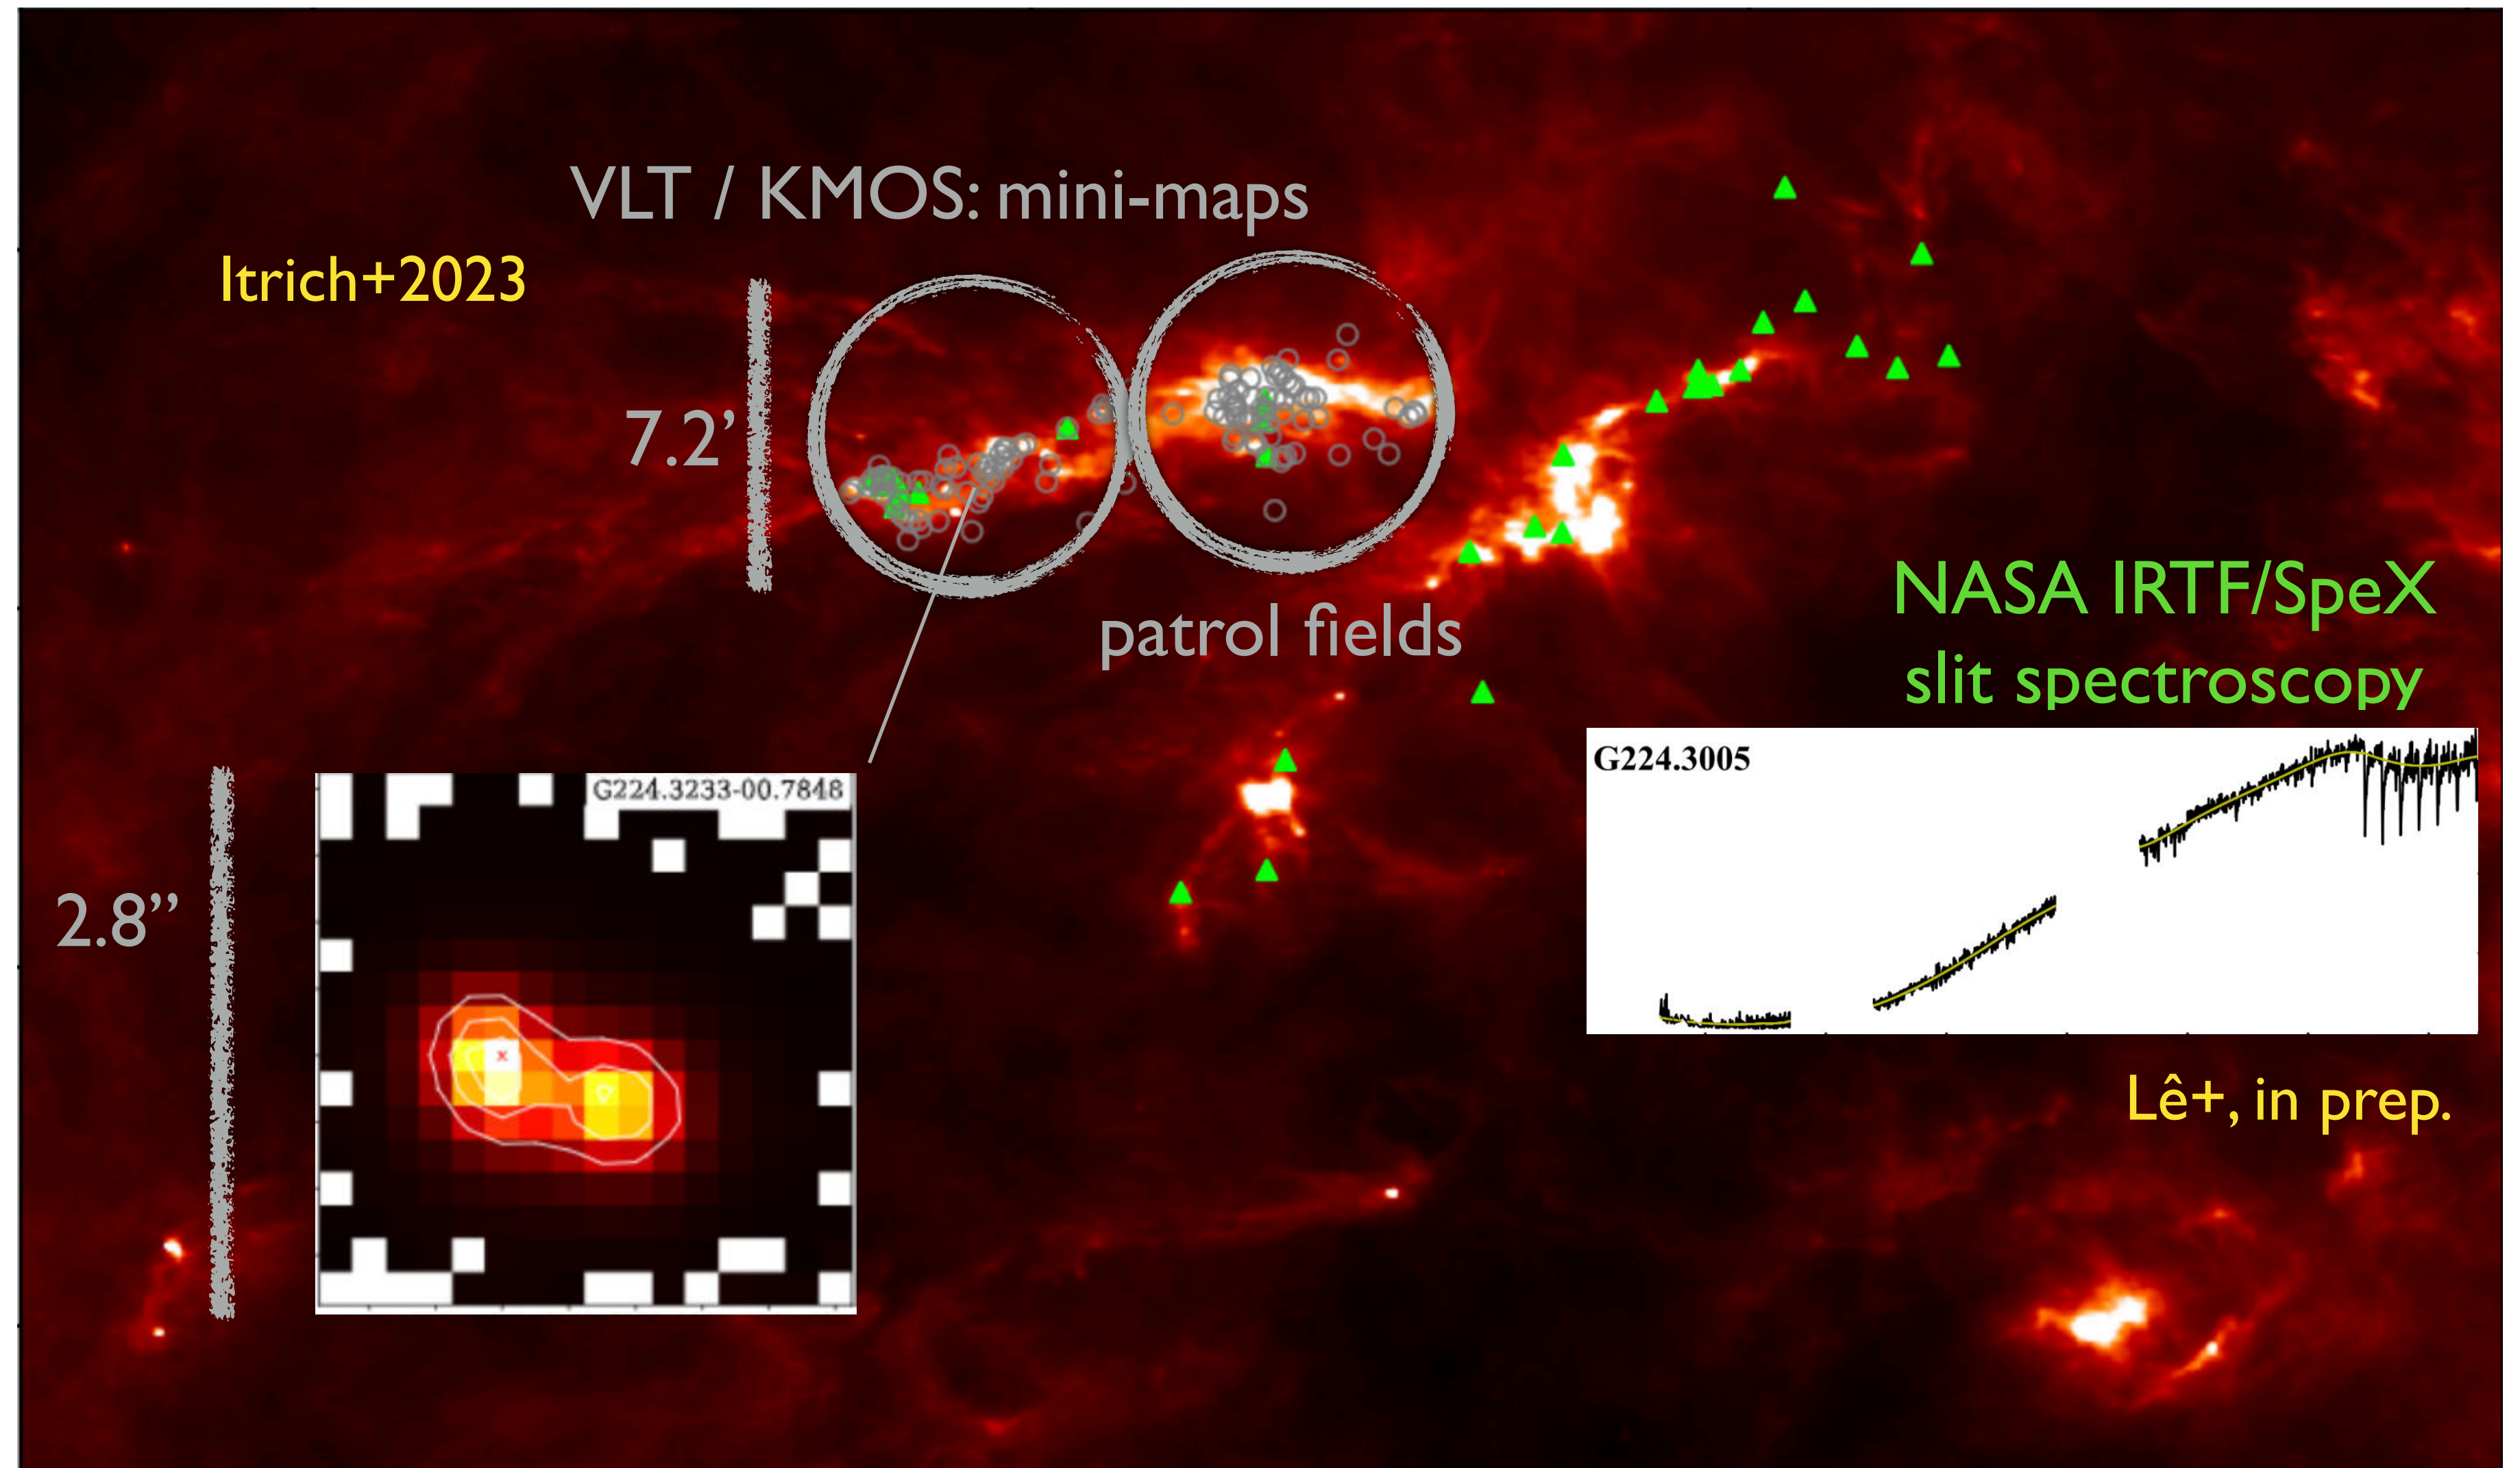 VLT / KMOS: mini-maps
Itrich+2023
7.2’
patrol fields
NASA IRTF/SpeX
slit spectroscopy
G224.3005
G224.3233-00.7848
2.8’’
Lê+, in prep.